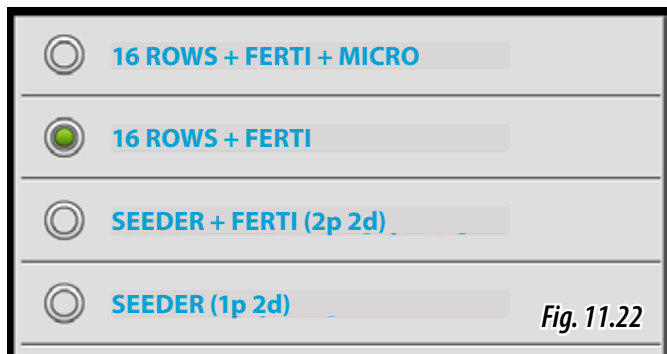 16 ROWS + FERTI + MICRO
16 ROWS + FERTI
SEEDER + FERTI (2p 2d)
SEEDER (1p 2d)
Fig. 11.22